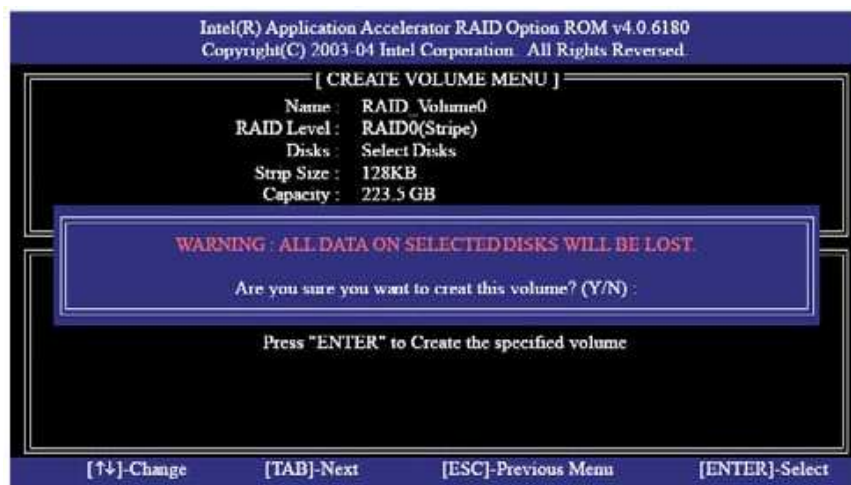 Intel(R) Application Accelerator RAID Option ROM v4.0.6180
Copyright(C) 2003-04 Intel Corporation All Rights Reversed
[ CREATE VOLUME MENU ]
Name : RAID_Volume0
RAID Level : RAID0(Stripe)
Disks : Select Disks
Strip Size : 128KB
Capacity : 223.5 GB
WARNING : ALL DATA ON SELECTED DISKS WILL BE LOST.
Are you sure you want to creat this volume? (Y/N) :
Press "ENTER" to Create the specified volume
[↑↓]-Change [TAB]-Next [ESC]-Previous Menu [ENTER]-Select